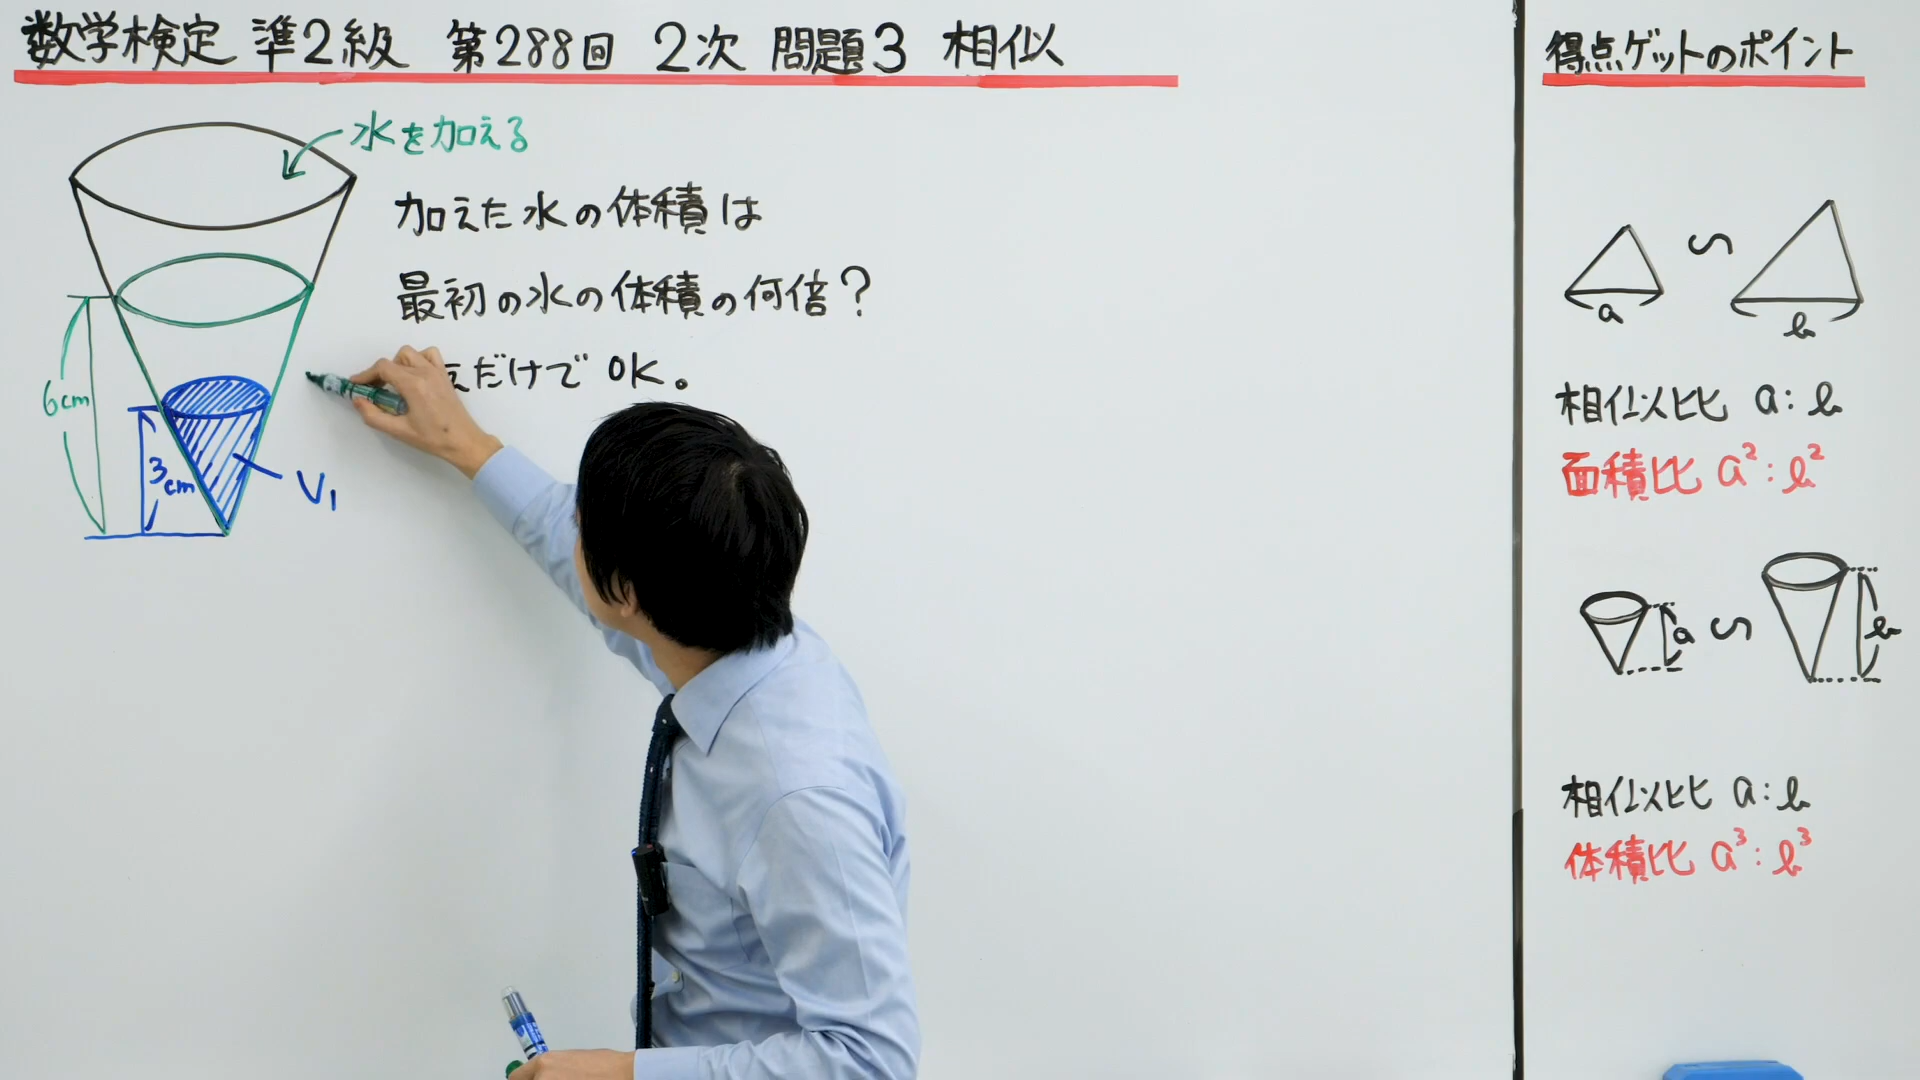 数学検定 準2級 第288回 2次 問題3 相似
水を加える
加えた水の体積は
最初の水の体積の何倍?
えだけで OK。
6cm
3cm
V₁
得点ゲットのポイント
a ∽ b
相似比 a:b
面積比 a²:b²
a ∽ b
相似比 a:b
体積比 a³:b³